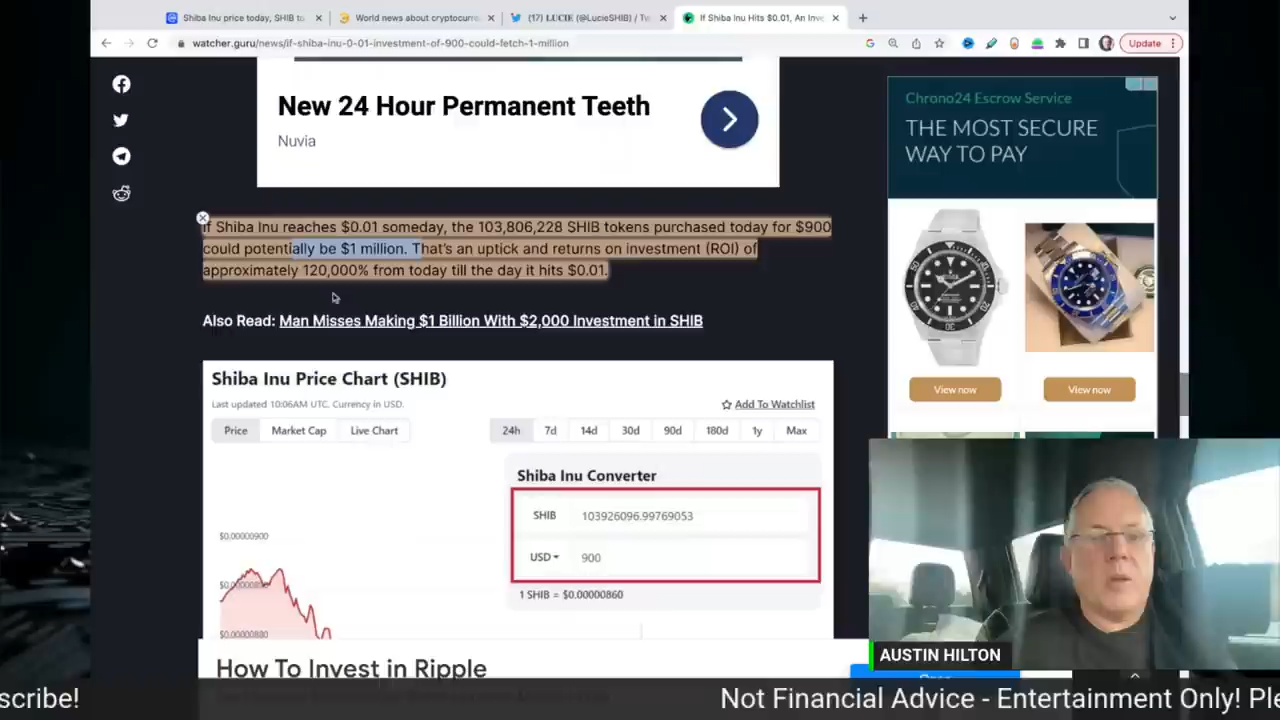 Shiba Inu price today, SHIB to
World news about cryptocurre
(17) LUCIE (@LucieSHIB) / Tw
If Shiba Inu Hits $0.01, An Inve
watcher.guru/news/if-shiba-inu-0-01-investment-of-900-could-fetch-1-million
Update
New 24 Hour Permanent Teeth
Nuvia
Chrono24 Escrow Service
THE MOST SECURE
WAY TO PAY
View now
View now
If Shiba Inu reaches $0.01 someday, the 103,806,228 SHIB tokens purchased today for $900
could potentially be $1 million. That's an uptick and returns on investment (ROI) of
approximately 120,000% from today till the day it hits $0.01.
Also Read: Man Misses Making $1 Billion With $2,000 Investment in SHIB
Shiba Inu Price Chart (SHIB)
Last updated 10:06AM UTC. Currency in USD.
Add To Watchlist
Price Market Cap Live Chart
24h 7d 14d 30d 90d 180d 1y Max
Shiba Inu Converter
SHIB 103926096.99769053
USD 900
1 SHIB = $0.00000860
$0.00000900
$0.00000880
How To Invest in Ripple
AUSTIN HILTON
scribe!
Not Financial Advice - Entertainment Only! Ple